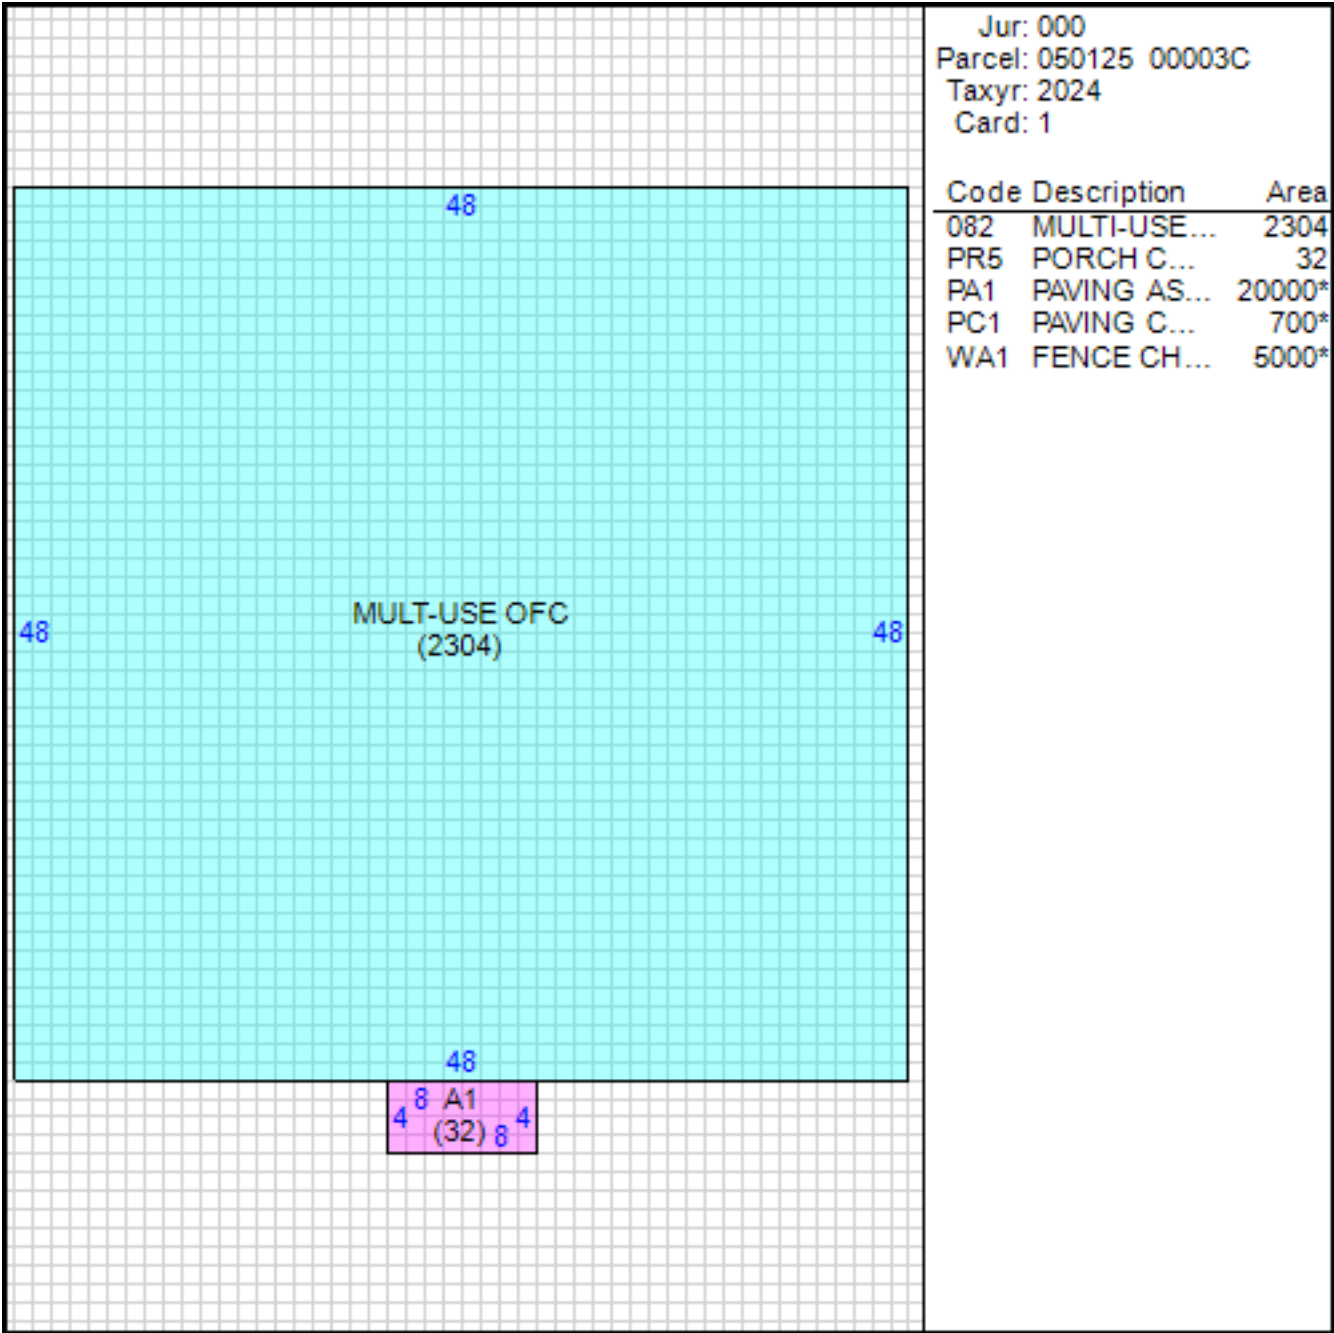 Jur: 000
Parcel: 050125 00003C
Taxyr: 2024
Card: 1
Code Description Area
082 MULTI-USE... 2304
PR5 PORCH C... 32
PA1 PAVING AS... 20000*
PC1 PAVING C... 700*
WA1 FENCE CH... 5000*
48
MULT-USE OFC
48 48
(2304)
48
8 A1
4 4
(32) 8